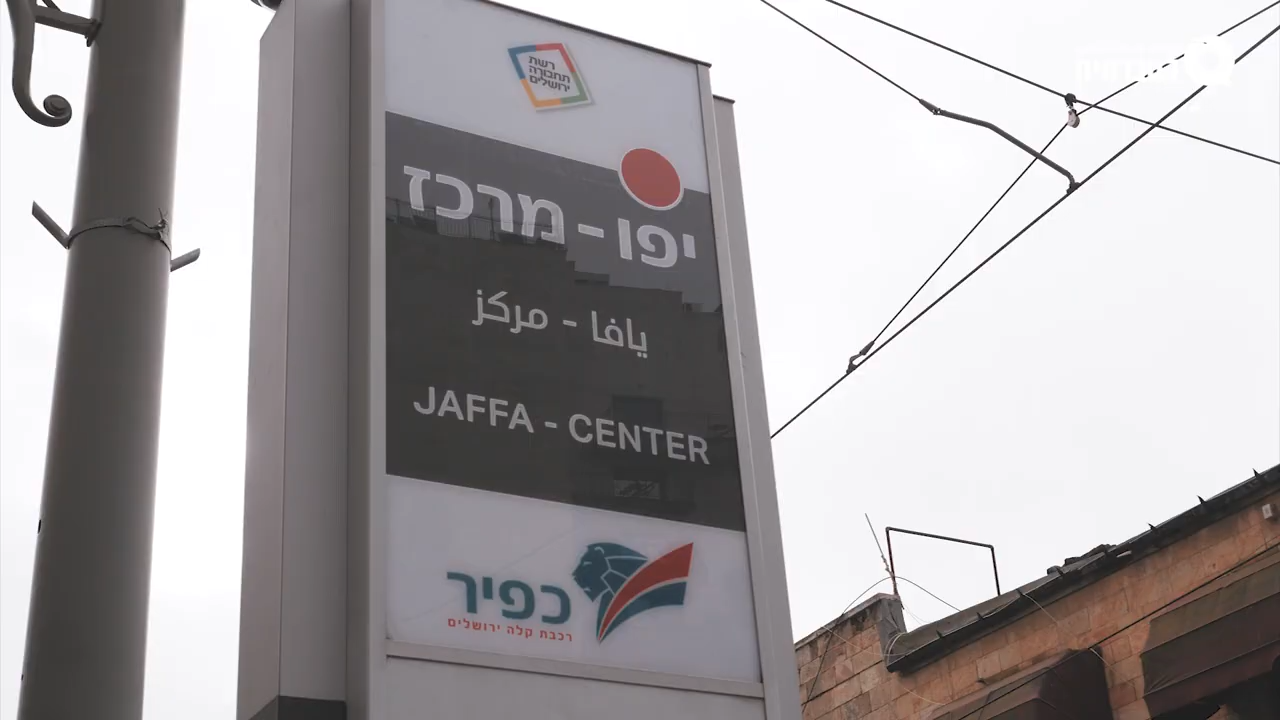 רשת
תחבורה
ירושלים
יפו - מרכז
يافا - مركز
JAFFA - CENTER
כפיר
רכבת קלה ירושלים